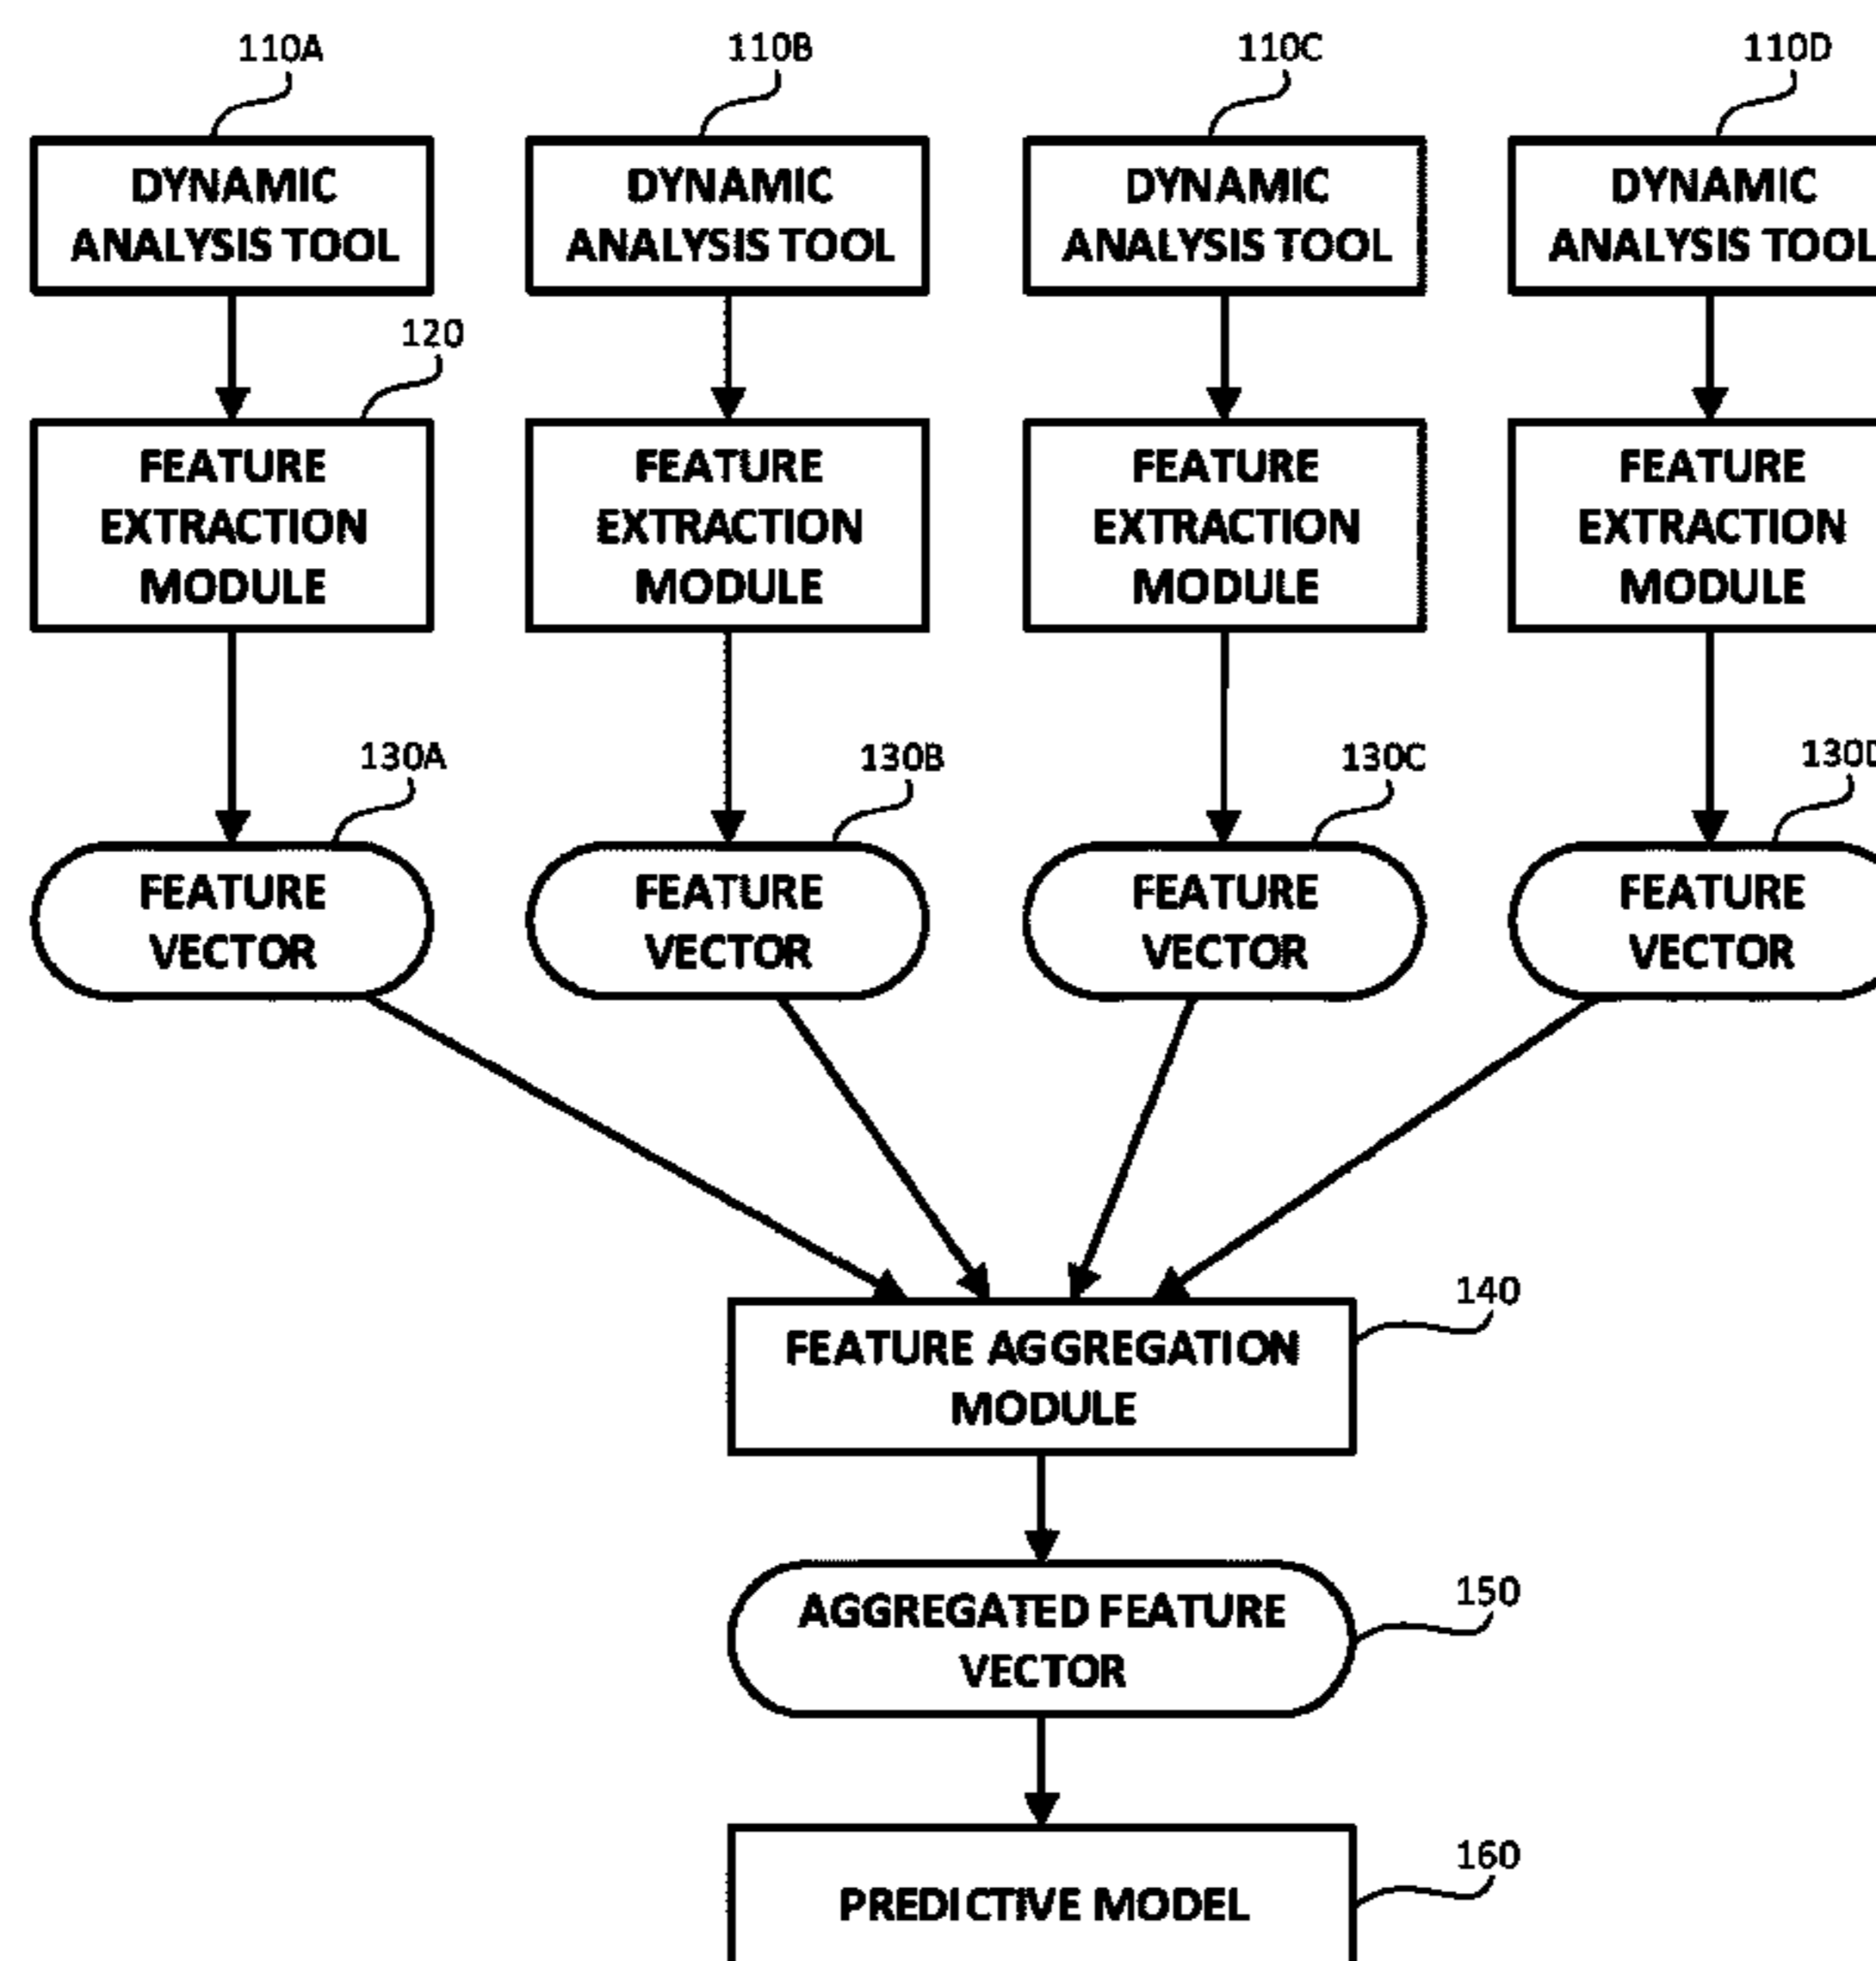 110A
110B
110C
110D
DYNAMIC
ANALYSIS TOOL
DYNAMIC
ANALYSIS TOOL
DYNAMIC
ANALYSIS TOOL
DYNAMIC
ANALYSIS TOOL
120
FEATURE
EXTRACTION
MODULE
FEATURE
EXTRACTION
MODULE
FEATURE
EXTRACTION
MODULE
FEATURE
EXTRACTION
MODULE
130A
130B
130C
130D
FEATURE
VECTOR
FEATURE
VECTOR
FEATURE
VECTOR
FEATURE
VECTOR
140
FEATURE AGGREGATION
MODULE
150
AGGREGATED FEATURE
VECTOR
160
PREDICTIVE MODEL